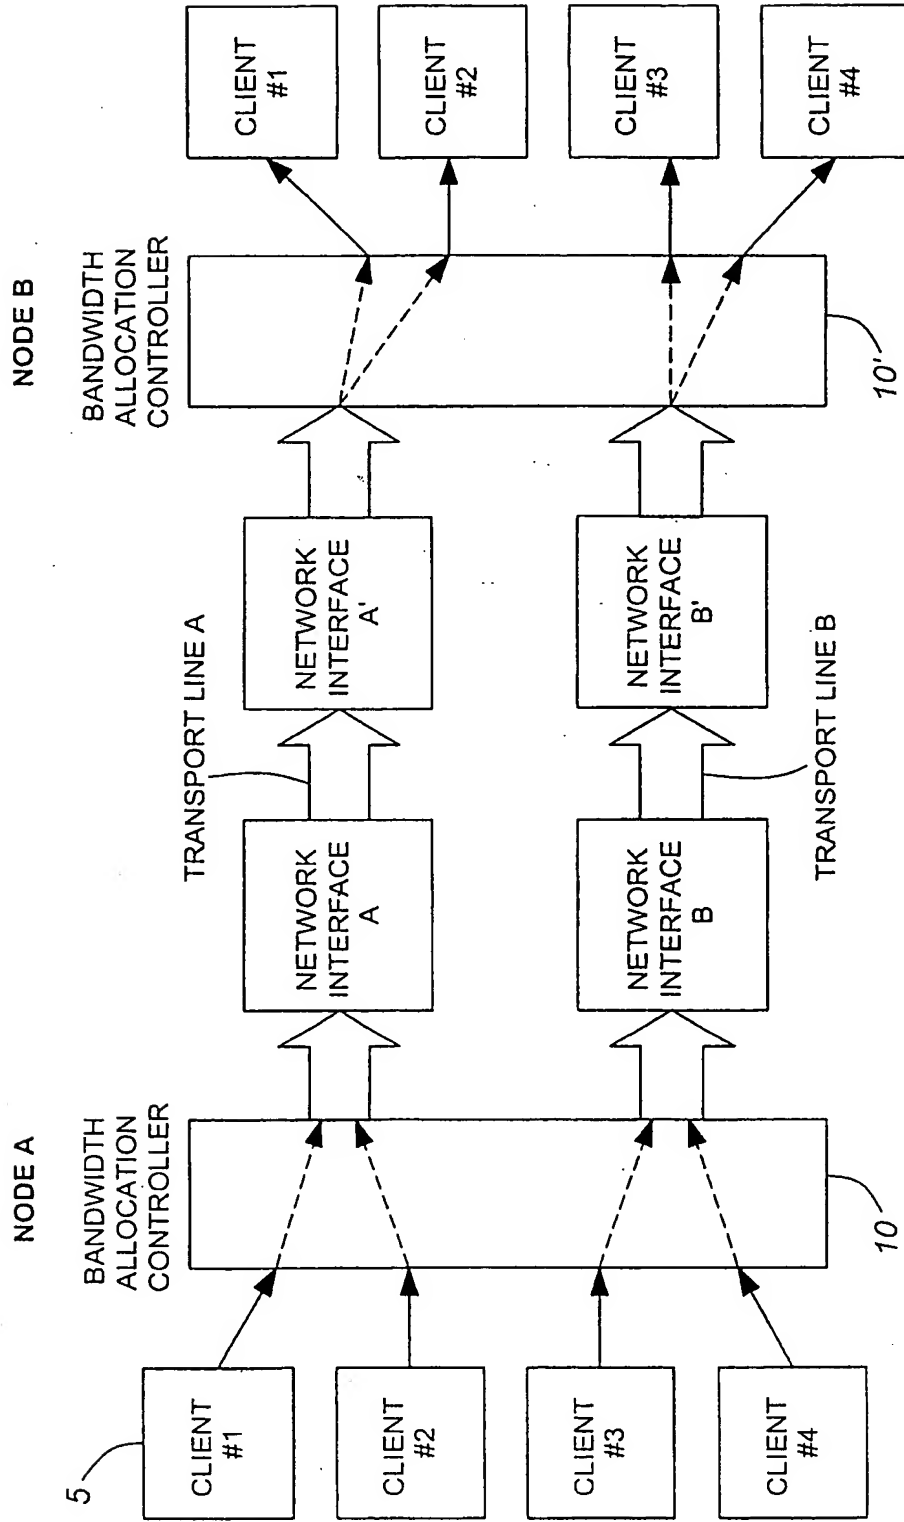 NODE A
NODE B
BANDWIDTH
ALLOCATION
CONTROLLER
BANDWIDTH
ALLOCATION
CONTROLLER
5
CLIENT
#1
CLIENT
#2
CLIENT
#3
CLIENT
#4
10
TRANSPORT LINE A
NETWORK
INTERFACE
A
NETWORK
INTERFACE
A'
NETWORK
INTERFACE
B
NETWORK
INTERFACE
B'
TRANSPORT LINE B
10'
CLIENT
#1
CLIENT
#2
CLIENT
#3
CLIENT
#4